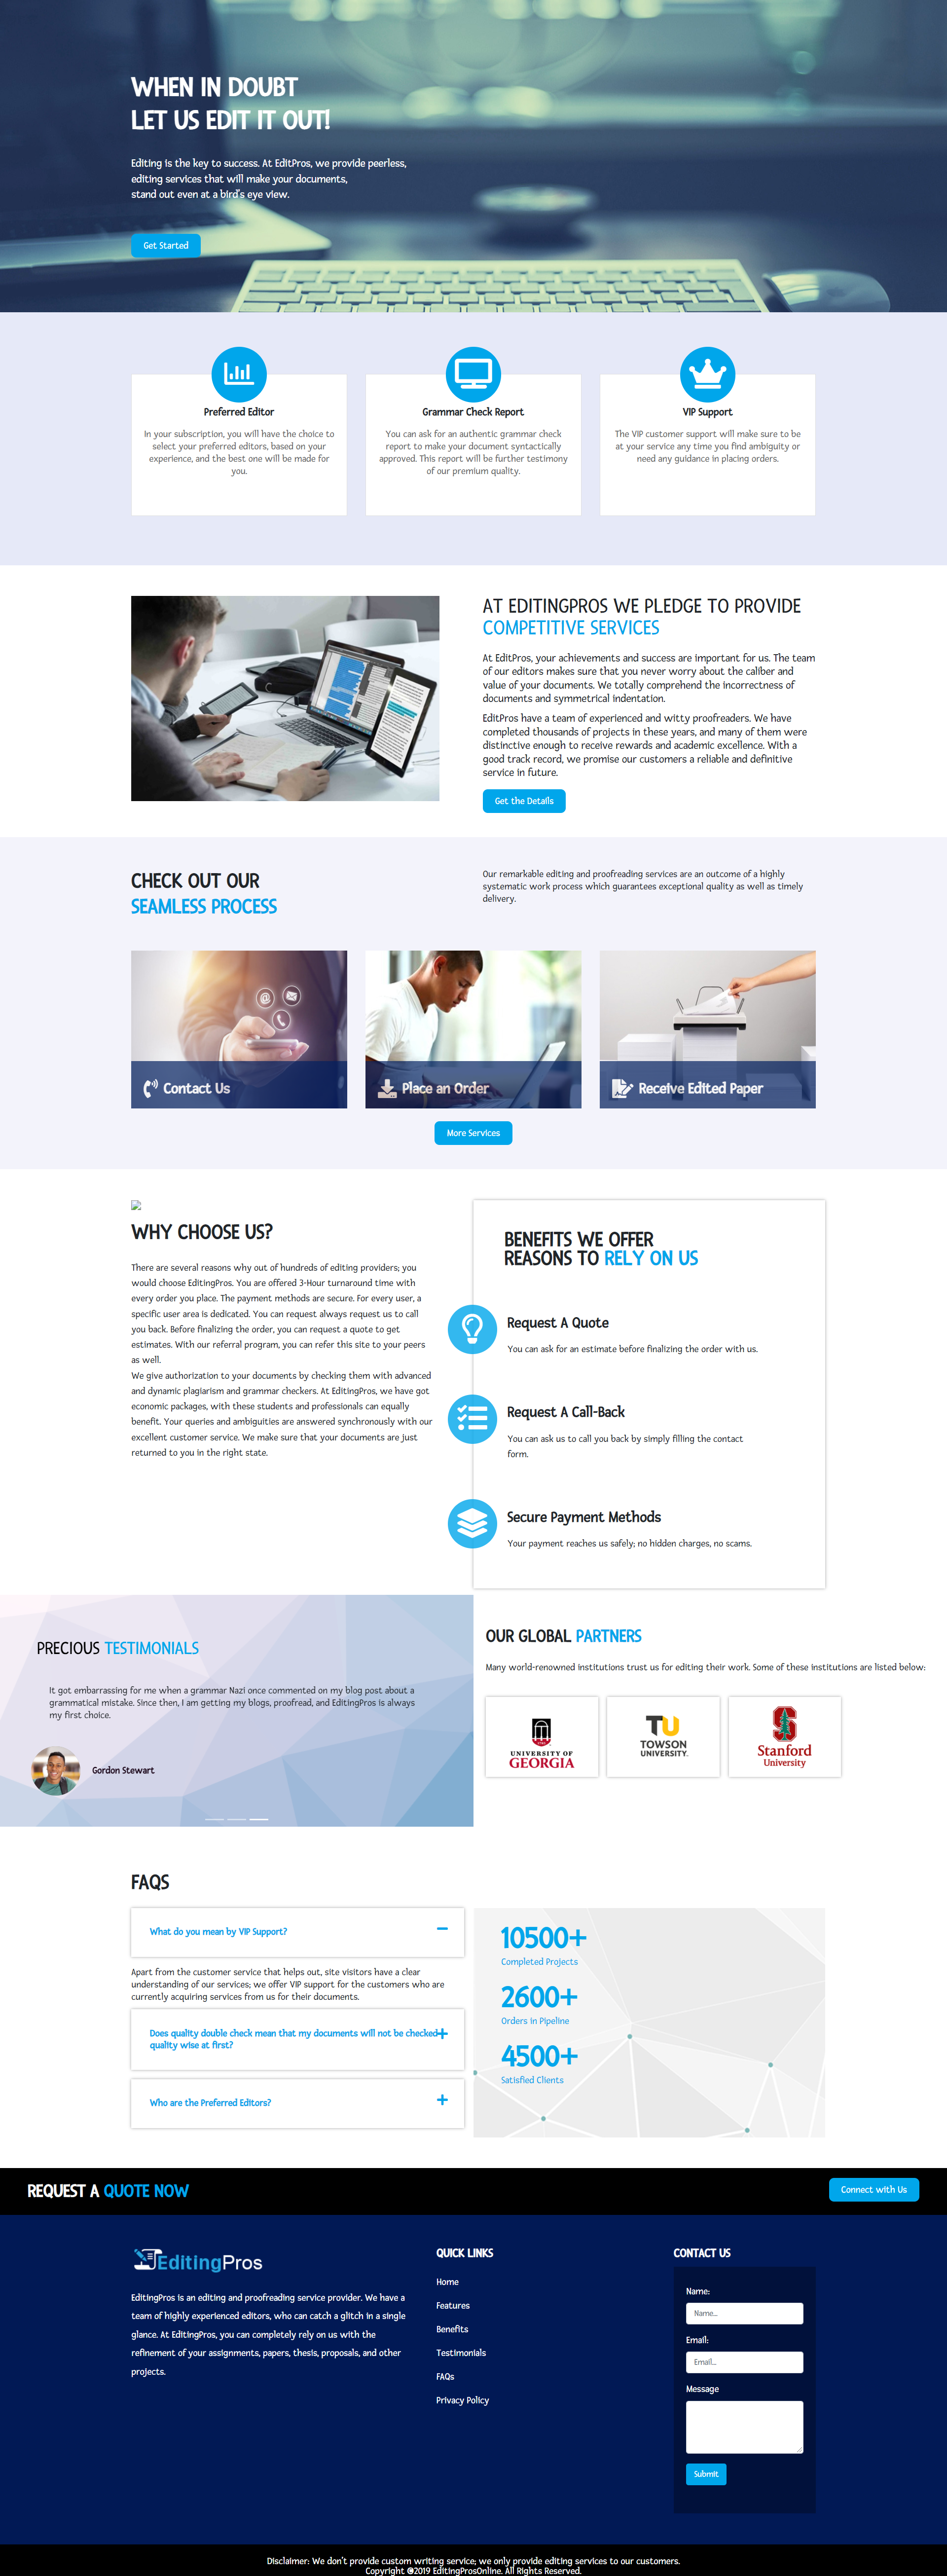 WHEN IN DOUBT
LET US EDIT IT OUT!
Editing is the key to success. At EditPros, we provide peerless,
editing services that will make your documents,
stand out even at a bird's eye view.
Get Started
Preferred Editor
In your subscription, you will have the choice to
select your preferred editors, based on your
experience, and the best one will be made for
you.
Grammar Check Report
You can ask for an authentic grammar check
report to make your document syntactically
approved. This report will be further testimony
of our premium quality.
VIP Support
The VIP customer support will make sure to be
at your service any time you find ambiguity or
need any guidance in placing orders.
AT EDITINGPROS WE PLEDGE TO PROVIDE
COMPETITIVE SERVICES
At EditPros, your achievements and success are important for us. The team
of our editors makes sure that you never worry about the caliber and
value of your documents. We totally comprehend the incorrectness of
documents and symmetrical indentation.
EditPros have a team of experienced and witty proofreaders. We have
completed thousands of projects in these years, and many of them were
distinctive enough to receive rewards and academic excellence. With a
good track record, we promise our customers a reliable and definitive
service in future.
Get the Details
CHECK OUT OUR
SEAMLESS PROCESS
Our remarkable editing and proofreading services are an outcome of a highly
systematic work process which guarantees exceptional quality as well as timely
delivery.
Contact Us
Place an Order
Receive Edited Paper
More Services
WHY CHOOSE US?
There are several reasons why out of hundreds of editing providers; you
would choose EditingPros. You are offered 3-Hour turnaround time with
every order you place. The payment methods are secure. For every user, a
specific user area is dedicated. You can request always request us to call
you back. Before finalizing the order, you can request a quote to get
estimates. With our referral program, you can refer this site to your peers
as well.
We give authorization to your documents by checking them with advanced
and dynamic plagiarism and grammar checkers. At EditingPros, we have got
economic packages, with these students and professionals can equally
benefit. Your queries and ambiguities are answered synchronously with our
excellent customer service. We make sure that your documents are just
returned to you in the right state.
BENEFITS WE OFFER
REASONS TO RELY ON US
Request A Quote
You can ask for an estimate before finalizing the order with us.
Request A Call-Back
You can ask us to call you back by simply filling the contact
form.
Secure Payment Methods
Your payment reaches us safely; no hidden charges, no scams.
PRECIOUS TESTIMONIALS
It got embarrassing for me when a grammar Nazi once commented on my blog post about a
grammatical mistake. Since then, I am getting my blogs, proofread, and EditingPros is always
my first choice.
Gordon Stewart
OUR GLOBAL PARTNERS
Many world-renowned institutions trust us for editing their work. Some of these institutions are listed below:
UNIVERSITY OF
GEORGIA
TU
TOWSON
UNIVERSITY.
S
Stanford
University
FAQS
What do you mean by VIP Support?
Apart from the customer service that helps out, site visitors have a clear
understanding of our services; we offer VIP support for the customers who are
currently acquiring services from us for their documents.
Does quality double check mean that my documents will not be checked
quality wise at first?
Who are the Preferred Editors?
10500+
Completed Projects
2600+
Orders in Pipeline
4500+
Satisfied Clients
REQUEST A QUOTE NOW
Connect with Us
EditingPros
EditingPros is an editing and proofreading service provider. We have a
team of highly experienced editors, who can catch a glitch in a single
glance. At EditingPros, you can completely rely on us with the
refinement of your assignments, papers, thesis, proposals, and other
projects.
QUICK LINKS
Home
Features
Benefits
Testimonials
FAQs
Privacy Policy
CONTACT US
Name:
Name...
Email:
Email...
Message
Submit
Disclaimer: We don't provide custom writing service; we only provide editing services to our customers.
Copyright @2019 EditingProsOnline. All Rights Reserved.